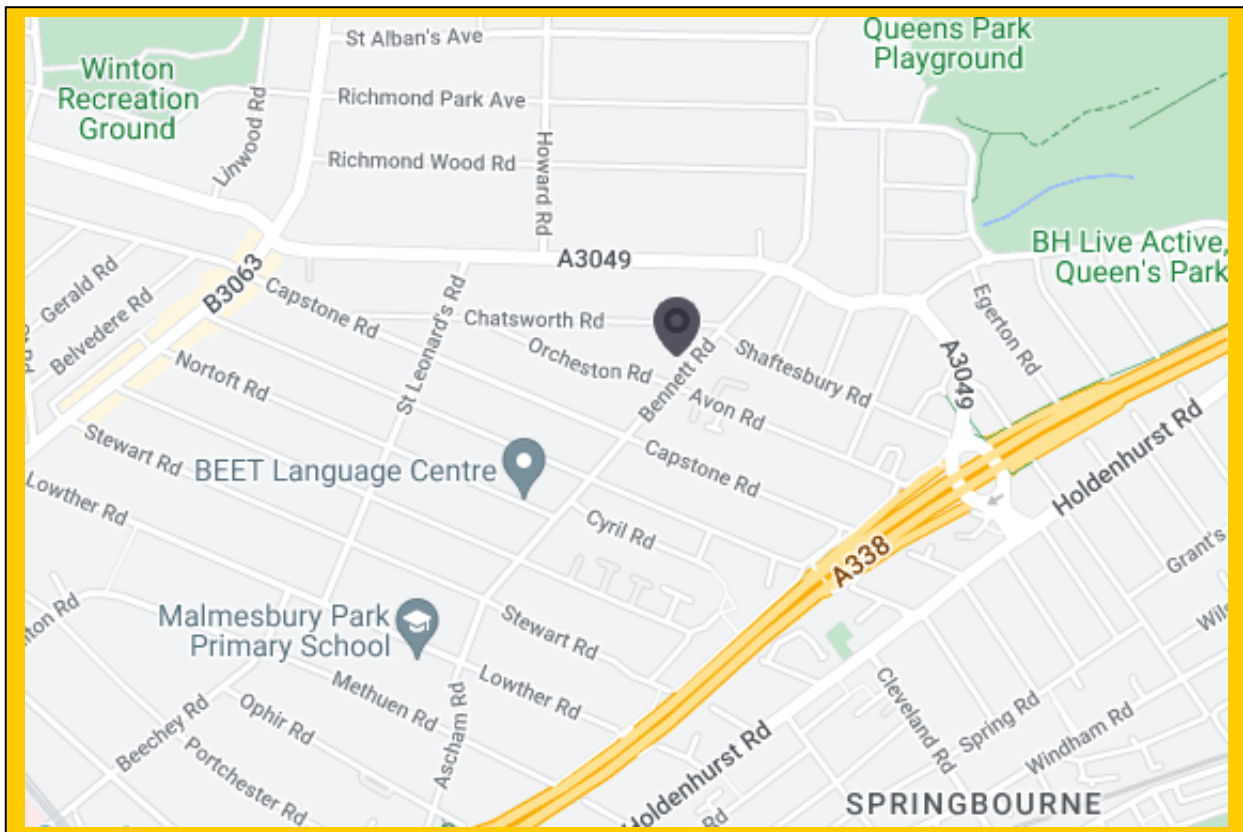 St Alban's Ave
Queens Park
Playground
Winton
Recreation
Ground
Linwood Rd
Richmond Park Ave
Howard Rd
Richmond Wood Rd
A3049
BH Live Active,
Queen's Park
Gerald Rd
B3063
Belvedere Rd
Capstone Rd
St Leonard's Rd
Chatsworth Rd
Orcheston Rd
Bennett Rd
Shaftesbury Rd
A3049
Egerton Rd
Nortoft Rd
Avon Rd
Stewart Rd
BEET Language Centre
Capstone Rd
Holdenhurst Rd
Lowther Rd
Cyril Rd
A338
Grant's
Malmesbury Park
Primary School
Stewart Rd
Methuen Rd
Lowther Rd
Cleveland Rd
Beechey Rd
Ophir Rd
Ascham Rd
Spring Rd
Windham Rd
Portchester Rd
Holdenhurst Rd
SPRINGBOURNE
Rd